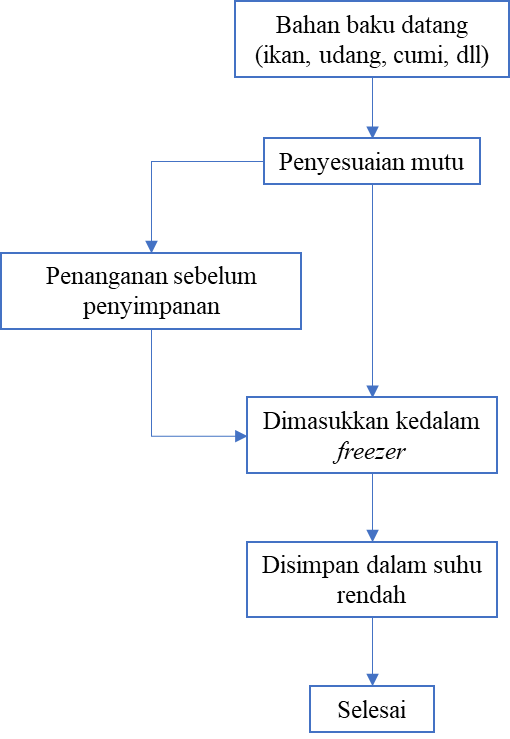 Bahan baku datang
(ikan, udang, cumi, dll)
Penyesuaian mutu
Penanganan sebelum
penyimpanan
Dimasukkan kedalam
freezer
Disimpan dalam suhu
rendah
Selesai